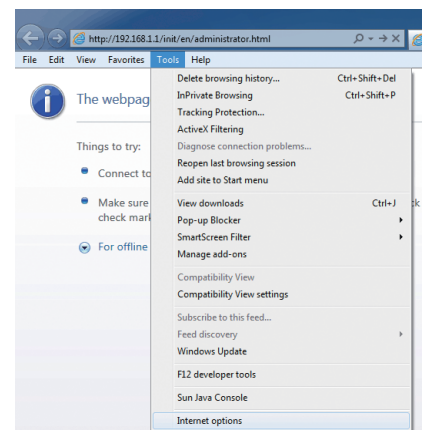 http://192.168.1.1/init/en/administrator.html
File Edit View Favorites Tools Help
Delete browsing history... Ctrl+Shift+Del
InPrivate Browsing Ctrl+Shift+P
Tracking Protection...
ActiveX Filtering
Diagnose connection problems...
Reopen last browsing session
Add site to Start menu
View downloads Ctrl+J
Pop-up Blocker
SmartScreen Filter
Manage add-ons
Compatibility View
Compatibility View settings
Subscribe to this feed...
Feed discovery
Windows Update
F12 developer tools
Sun Java Console
Internet options
The webpag
Things to try:
Connect to
Make sure
check mark
For offline